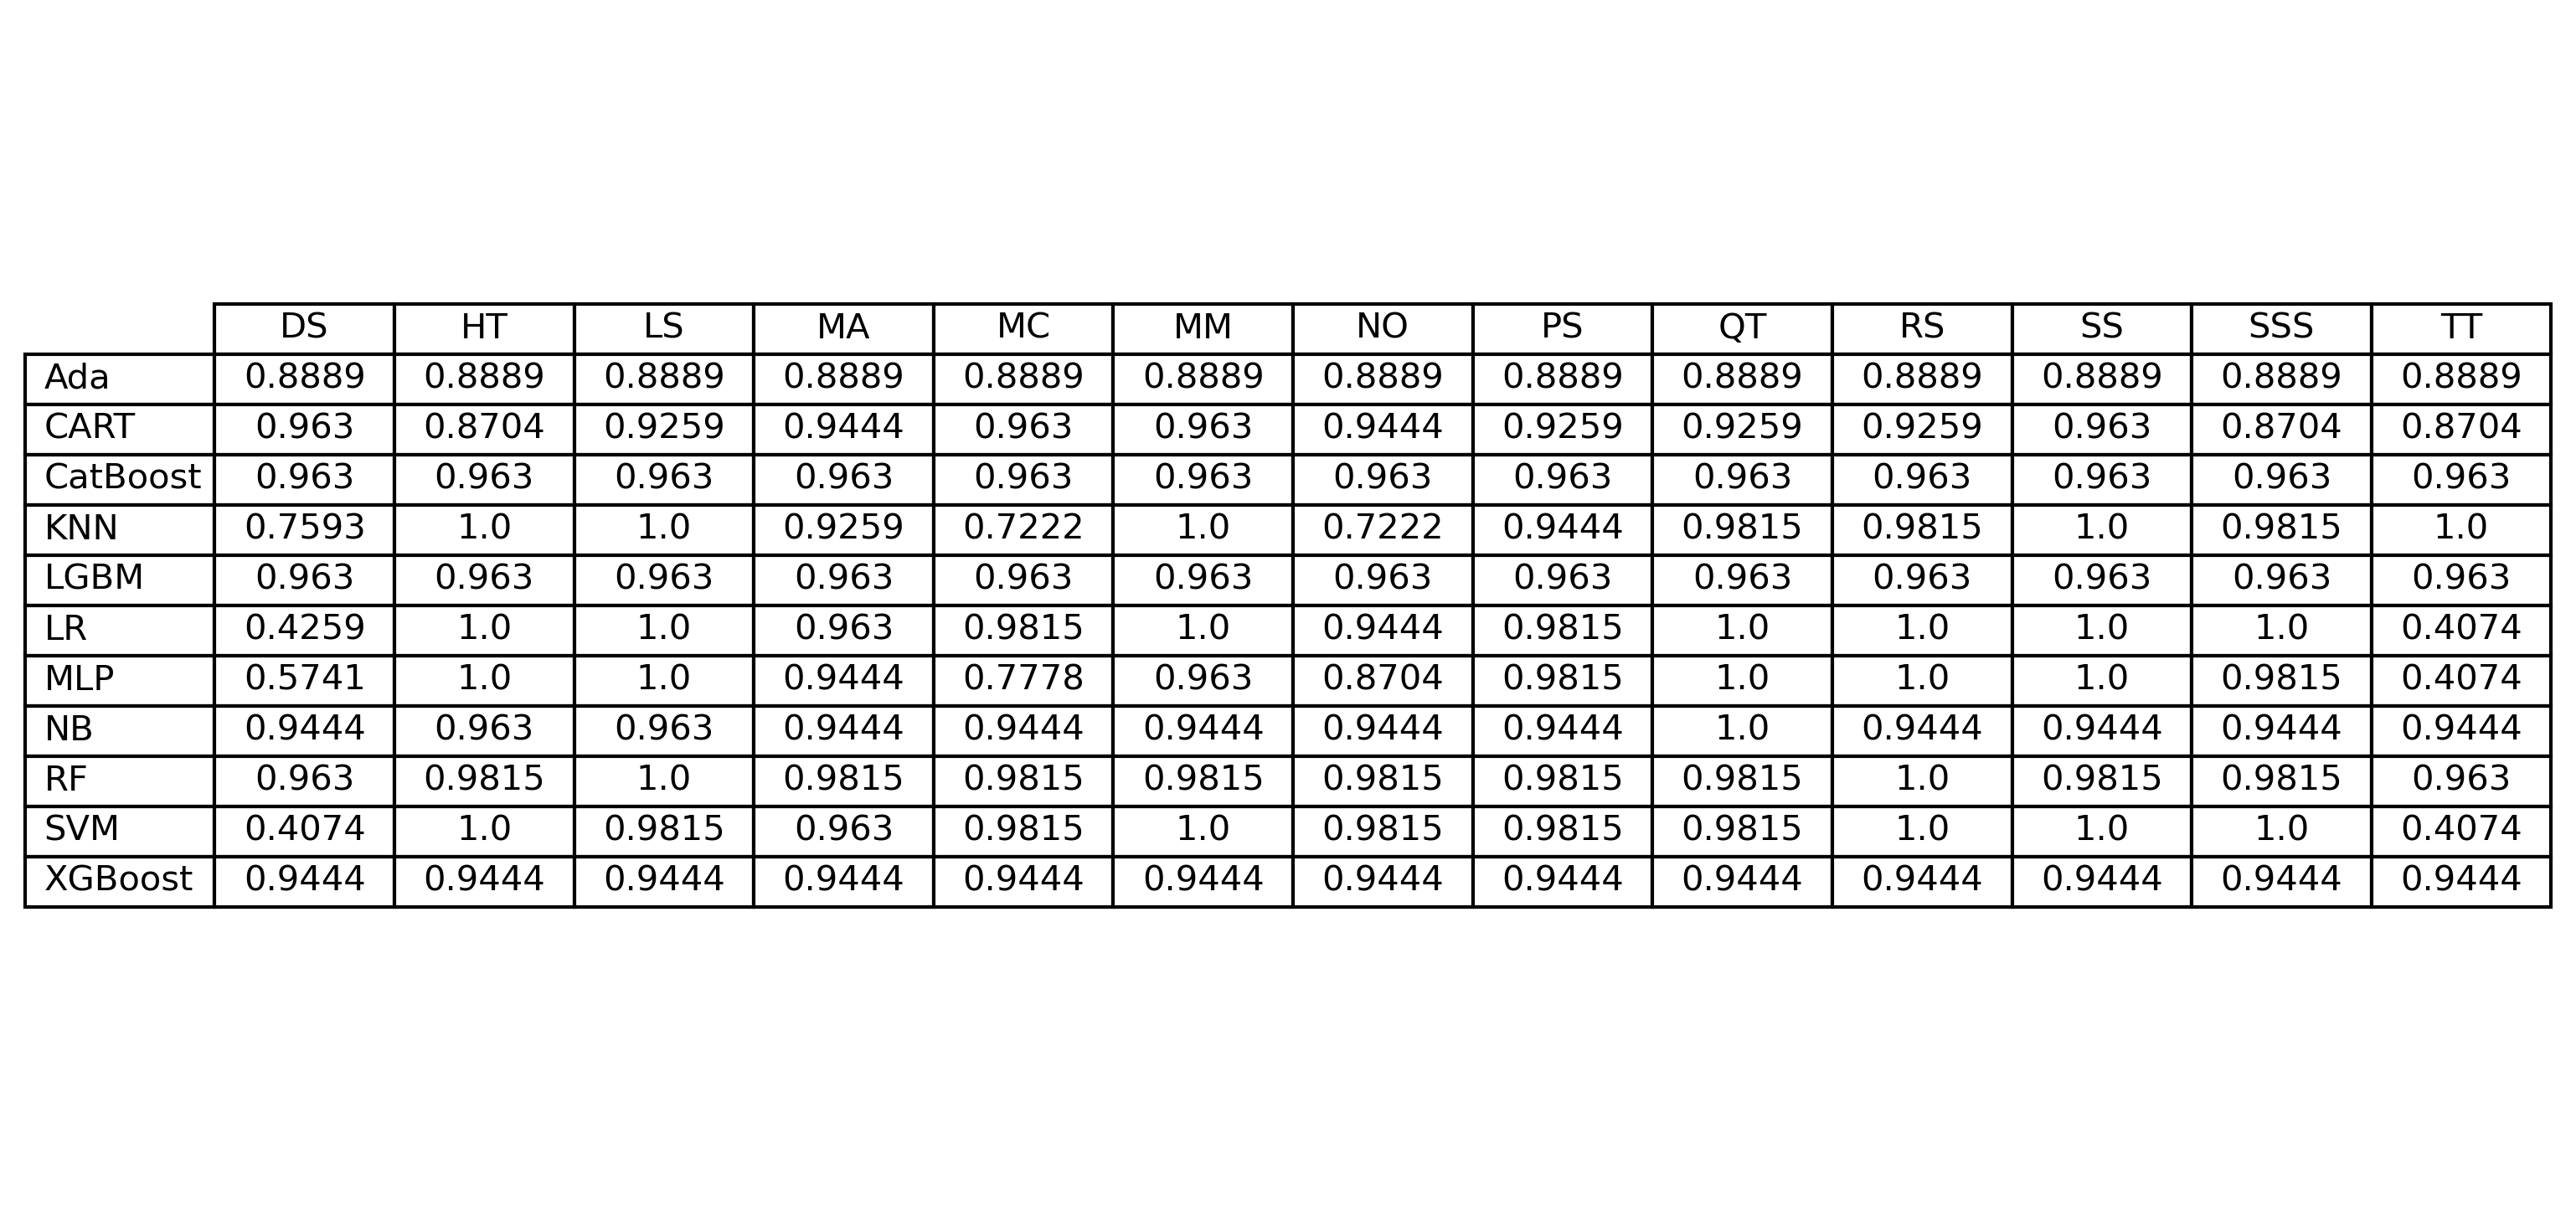 DS HT LS MA MC MM NO PS QT RS SS SSS TT
Ada 0.8889 0.8889 0.8889 0.8889 0.8889 0.8889 0.8889 0.8889 0.8889 0.8889 0.8889 0.8889 0.8889
CART 0.963 0.8704 0.9259 0.9444 0.963 0.963 0.9444 0.9259 0.9259 0.9259 0.963 0.8704 0.8704
CatBoost 0.963 0.963 0.963 0.963 0.963 0.963 0.963 0.963 0.963 0.963 0.963 0.963 0.963
KNN 0.7593 1.0 1.0 0.9259 0.7222 1.0 0.7222 0.9444 0.9815 0.9815 1.0 0.9815 1.0
LGBM 0.963 0.963 0.963 0.963 0.963 0.963 0.963 0.963 0.963 0.963 0.963 0.963 0.963
LR 0.4259 1.0 1.0 0.963 0.9815 1.0 0.9444 0.9815 1.0 1.0 1.0 1.0 0.4074
MLP 0.5741 1.0 1.0 0.9444 0.7778 0.963 0.8704 0.9815 1.0 1.0 1.0 0.9815 0.4074
NB 0.9444 0.963 0.963 0.9444 0.9444 0.9444 0.9444 0.9444 1.0 0.9444 0.9444 0.9444 0.9444
RF 0.963 0.9815 1.0 0.9815 0.9815 0.9815 0.9815 0.9815 0.9815 1.0 0.9815 0.9815 0.963
SVM 0.4074 1.0 0.9815 0.963 0.9815 1.0 0.9815 0.9815 0.9815 1.0 1.0 1.0 0.4074
XGBoost 0.9444 0.9444 0.9444 0.9444 0.9444 0.9444 0.9444 0.9444 0.9444 0.9444 0.9444 0.9444 0.9444